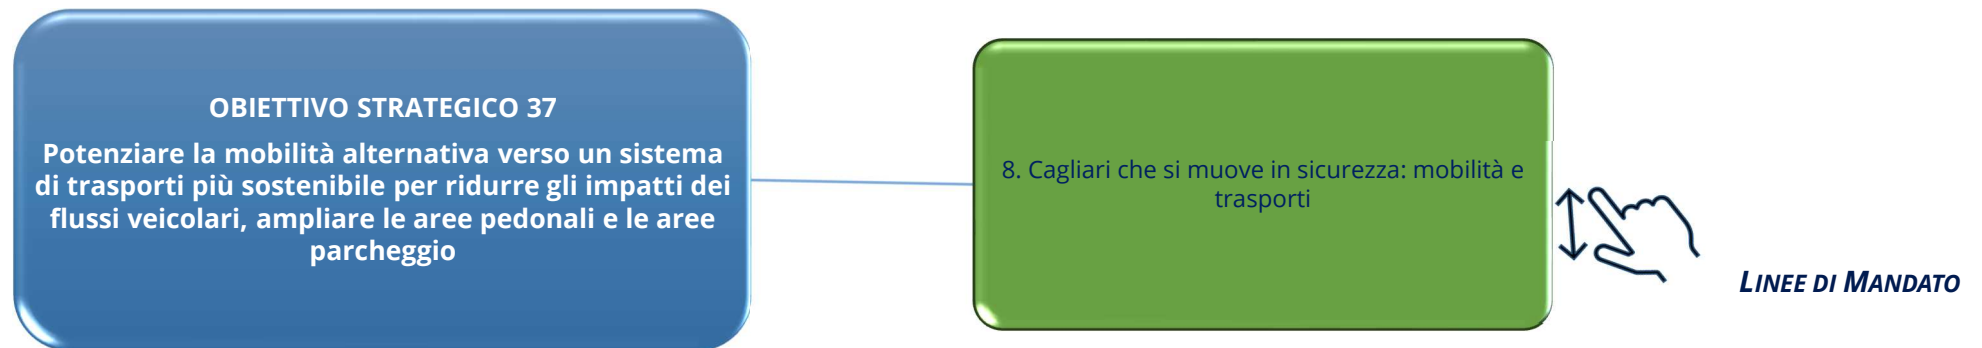 OBIETTIVO STRATEGICO 37
Potenziare la mobilità alternativa verso un sistema
di trasporti più sostenibile per ridurre gli impatti dei
flussi veicolari, ampliare le aree pedonali e le aree
parcheggio
8. Cagliari che si muove in sicurezza: mobilità e
trasporti
LINEE DI MANDATO